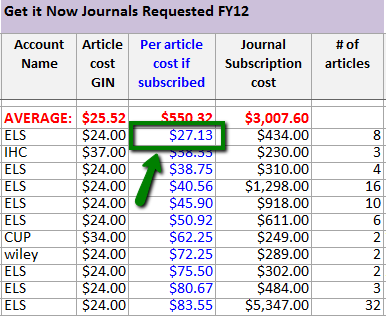 Get it Now Journals Requested FY12
Account Article Per article Journal # of
Name cost cost if Subscription articles
GIN subscribed cost
AVERAGE: $25.52 $550.32 $3,007.60
ELS $24.00 $27.13 $434.00 8
IHC $37.00 $230.00 3
ELS $24.00 $38.75 $310.00 4
ELS $24.00 $40.56 $1,298.00 16
ELS $24.00 $45.90 $918.00 10
ELS $24.00 $50.92 $611.00 6
CUP $34.00 $62.25 $249.00 2
wiley $24.00 $72.25 $289.00 2
ELS $24.00 $75.50 $302.00 2
ELS $24.00 $80.67 $484.00 3
ELS $24.00 $83.55 $5,347.00 32